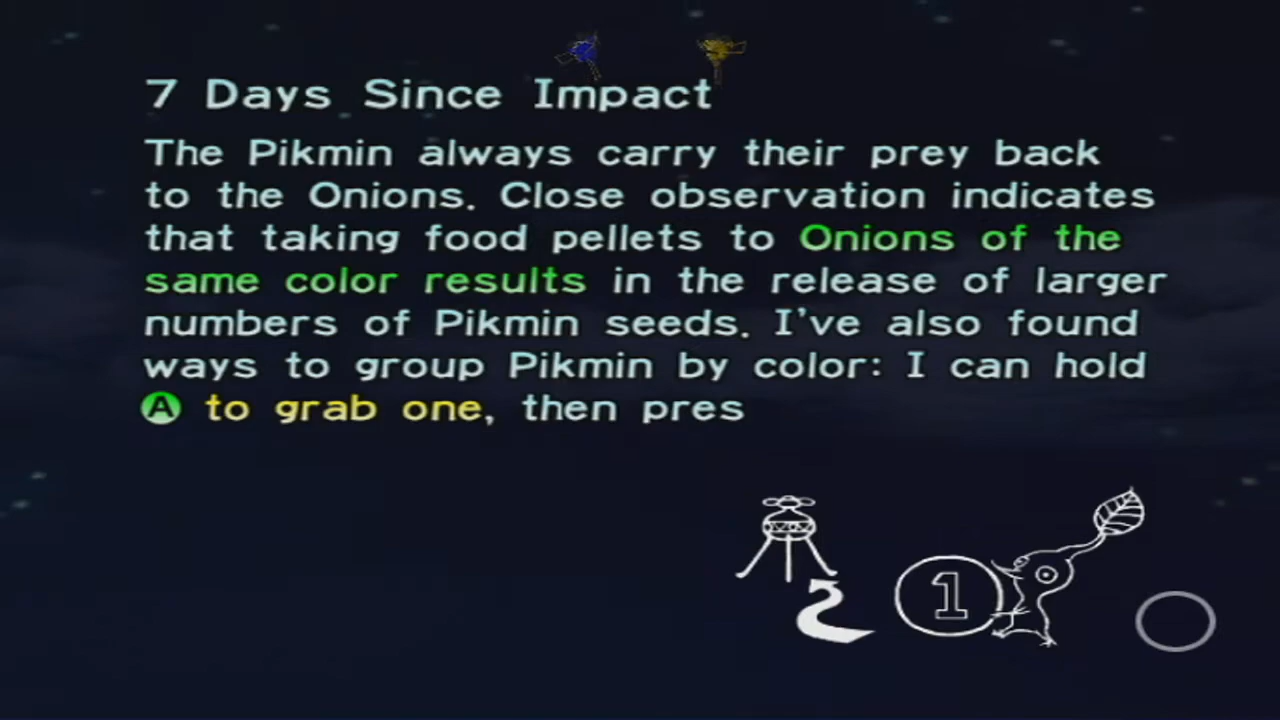 7 Days Since Impact
The Pikmin always carry their prey back
to the Onions. Close observation indicates
that taking food pellets to Onions of the
same color results in the release of larger
numbers of Pikmin seeds. I've also found
ways to group Pikmin by color: I can hold
A to grab one, then pres
1